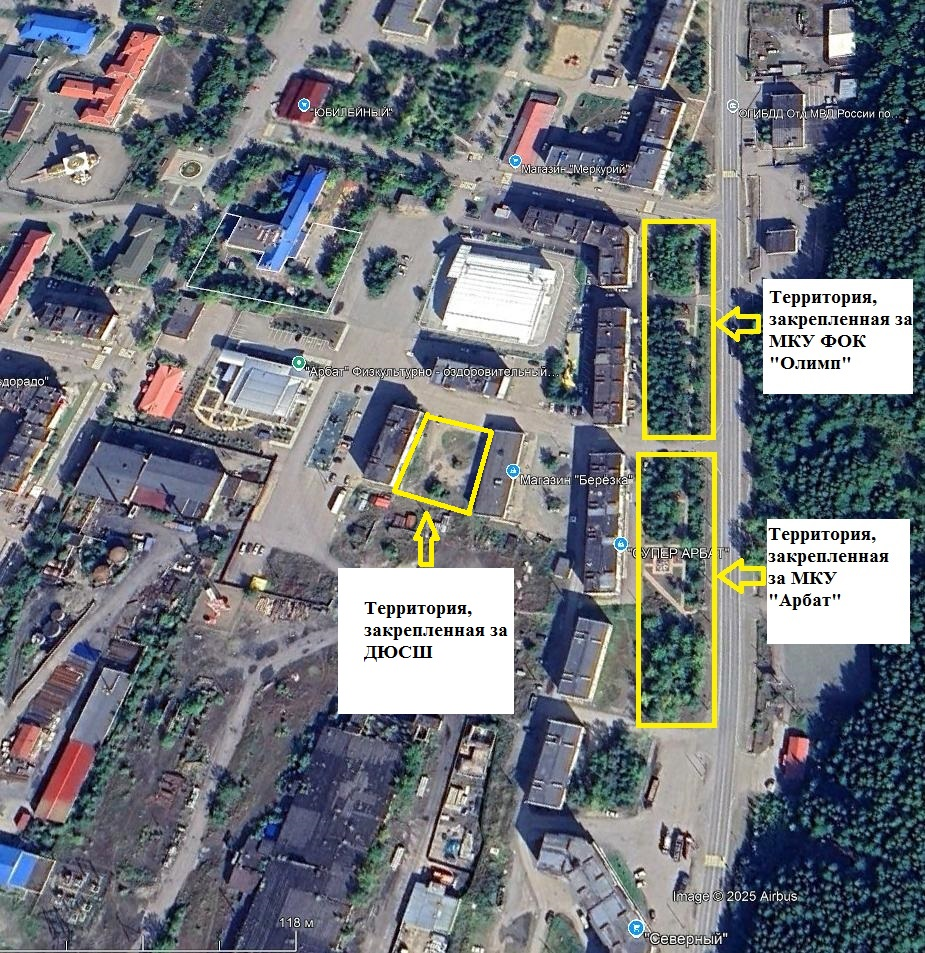 "ЮБИЛЕЙНЫЙ"
ОГИБДД Отд МВД России по...
Магазин "Меркурий"
Территория,
закрепленная за
МКУ ФОК
"Олимп"
ьдорадо"
"Арбат" Физкультурно - оздоровительный...
Магазин "Берёзка"
"СУПЕР АРБАТ"
Территория,
закрепленная
за МКУ
"Арбат"
Территория,
закрепленная за
ДЮСШ
Image © 2025 Airbus
118 м
"Северный"